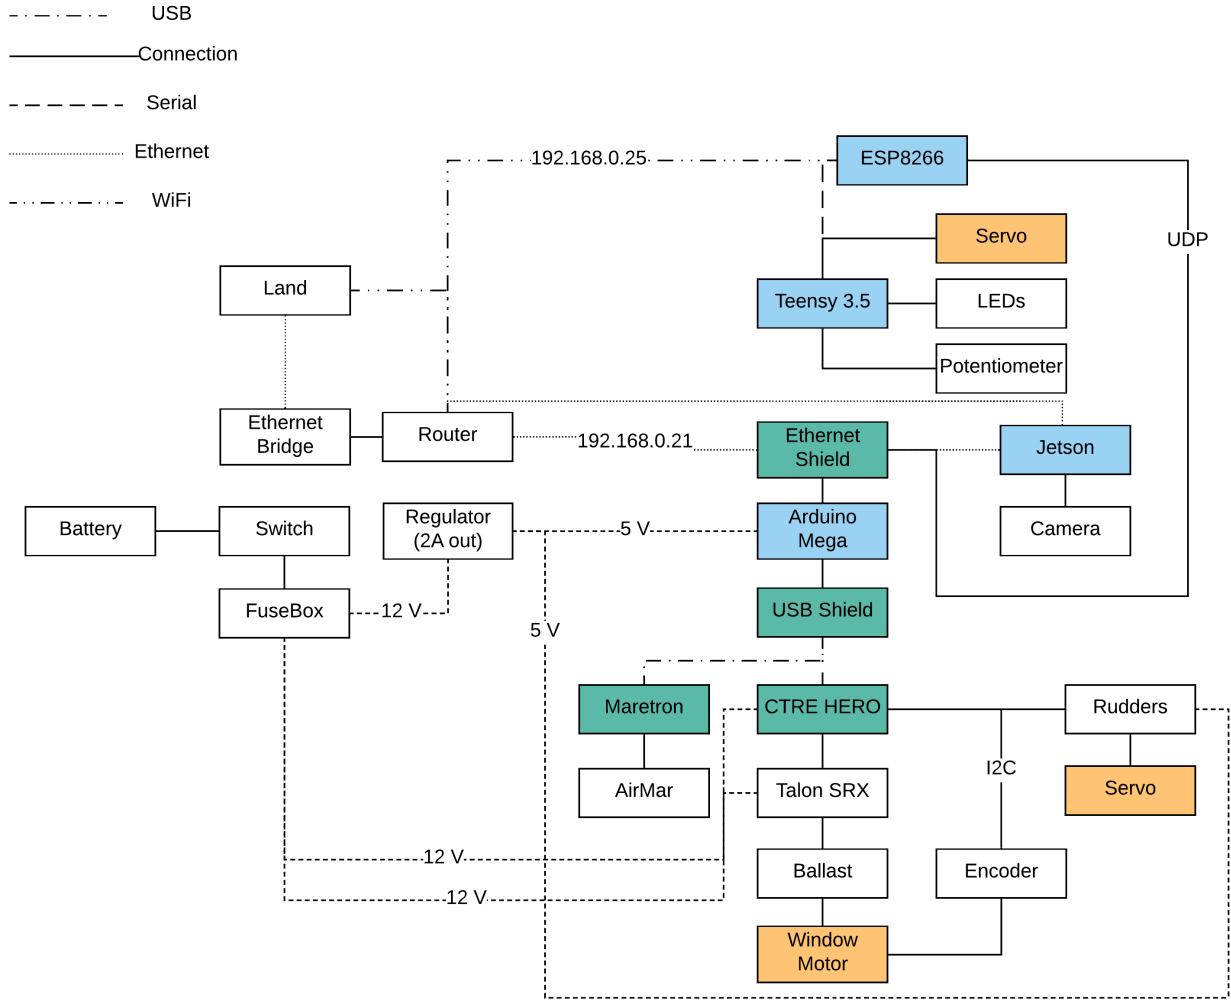 USB
Connection
Serial
Ethernet
WiFi
192.168.0.25
ESP8266
Servo
UDP
Land
Teensy 3.5
LEDs
Potentiometer
Ethernet
Bridge
Router
192.168.0.21
Ethernet
Shield
Jetson
Battery
Switch
Regulator
(2A out)
5 V
Arduino
Mega
Camera
FuseBox
12 V
USB Shield
5 V
Maretron
CTRE HERO
Rudders
I2C
AirMar
Talon SRX
Servo
12 V
Ballast
Encoder
12 V
Window
Motor